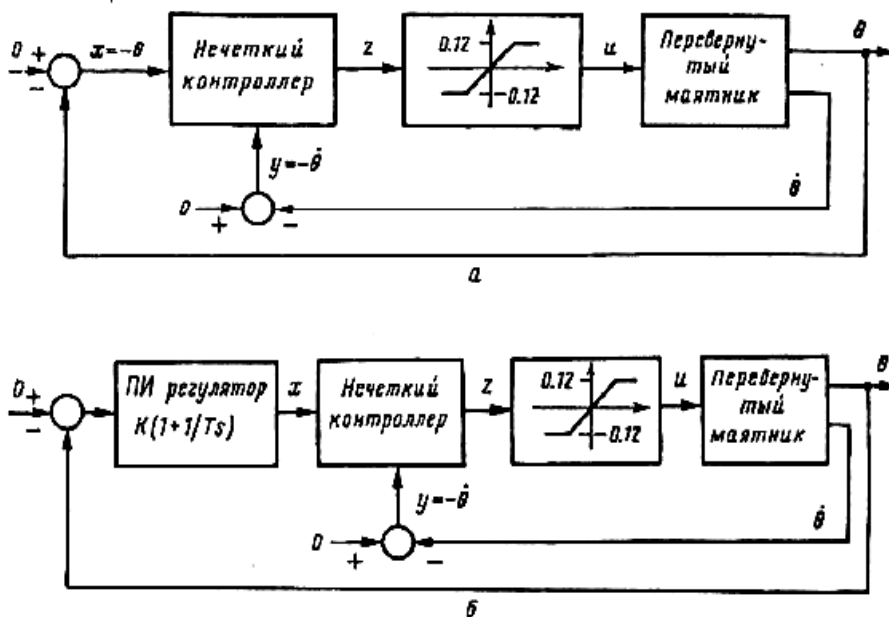 0
+
−
x=−θ
Нечеткий
контроллер
z
0.12
−0.12
u
Переверну-
тый
маятник
θ
y=−θ̇
0
+
−
θ̇
а
0
+
−
ПИ регулятор
K(1+1/Ts)
x
Нечеткий
контроллер
z
0.12
−0.12
u
Переверну-
тый
маятник
θ
y=−θ̇
0
+
−
θ̇
б